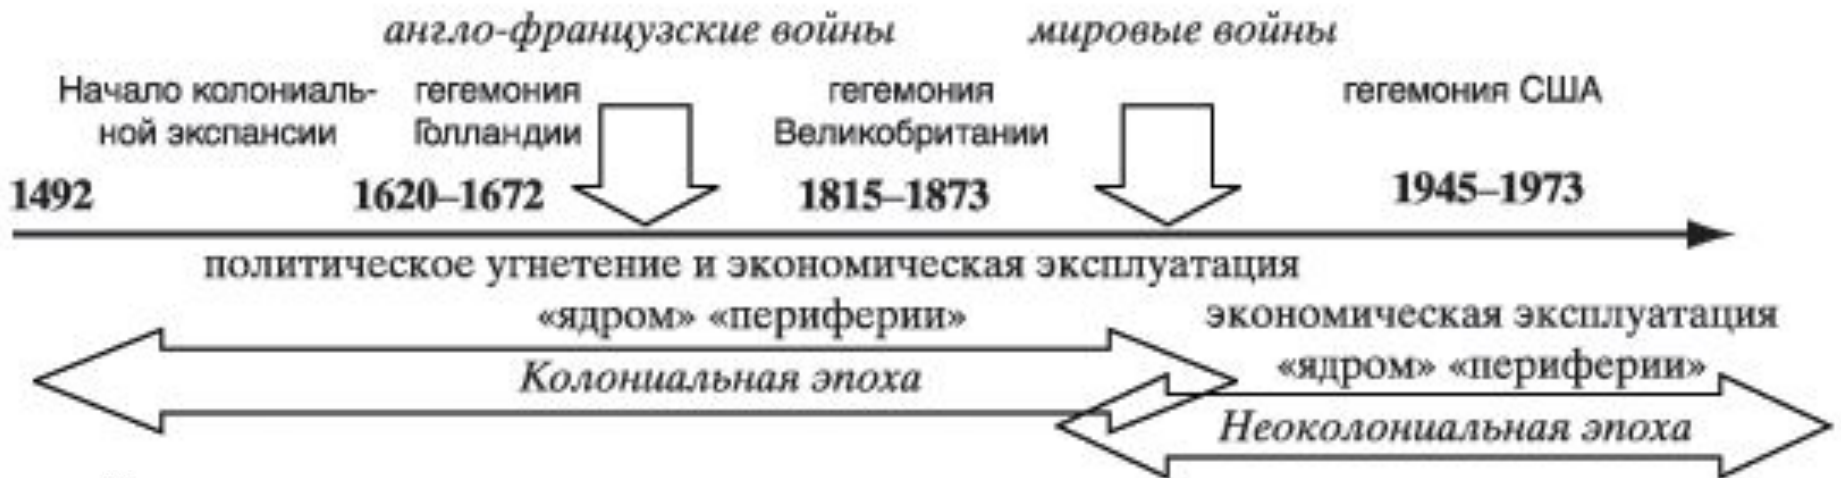 англо-французские войны мировые войны
Начало колониаль- гегемония гегемония гегемония США
ной экспансии Голландии Великобритании
1492 1620–1672 1815–1873 1945–1973
политическое угнетение и экономическая эксплуатация
«ядром» «периферии» экономическая эксплуатация
Колониальная эпоха «ядром» «периферии»
Неоколониальная эпоха